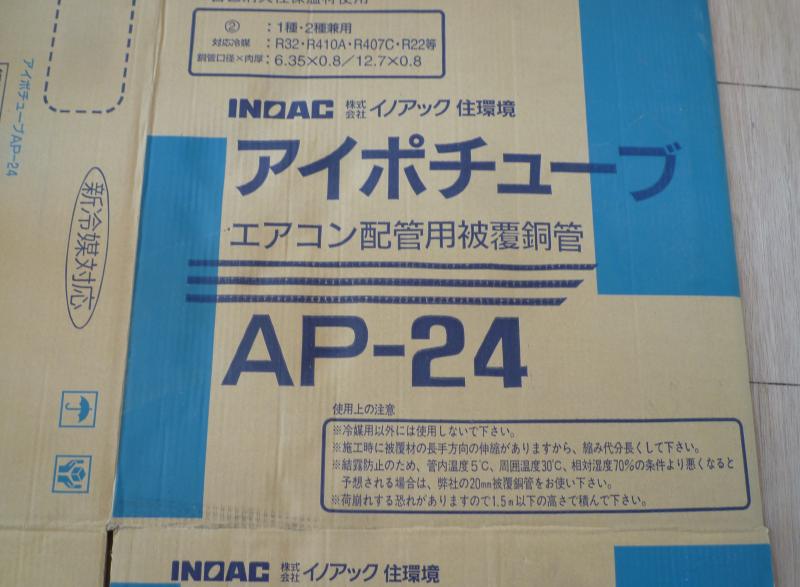 ② : 1種・2種兼用
対応冷媒 : R32・R410A・R407C・R22等
銅管口径×肉厚 : 6.35×0.8/12.7×0.8
INOAC 株式会社 イノアック 住環境
アイポチューブ
エアコン配管用被覆銅管
AP-24
使用上の注意
※冷媒用以外には使用しないで下さい。
※施工時に被覆材の長手方向の伸縮がありますから、縮み代分長くして下さい。
※結露防止のため、管内温度5℃、周囲温度30℃、相対湿度70%の条件より悪くなると
予想される場合は、弊社の20mm被覆銅管をお使い下さい。
※荷崩れする恐れがありますので1.5m以下の高さで積んで下さい。
INOAC 株式会社 イノアック 住環境
アイポチューブAP-24
新冷媒対応